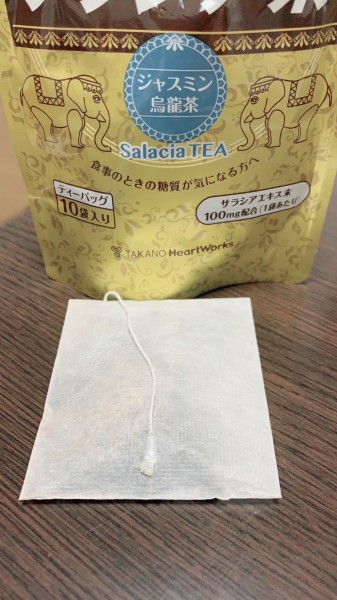 ジャスミン
烏龍茶
Salacia TEA
食事のときの糖質が気になる方へ
ティーバッグ
10袋入り
サラシアエキス末
100mg配合(1袋あたり)
TAKANO HeartWorks